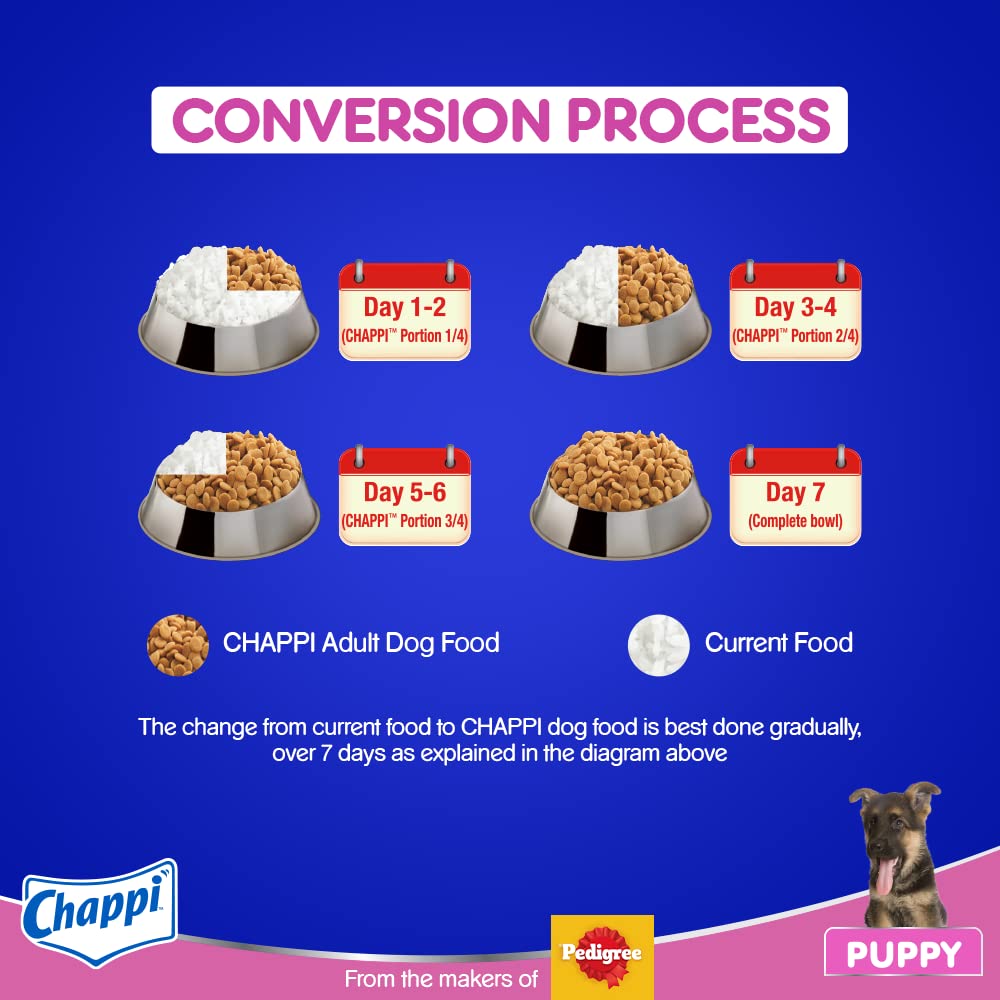 CONVERSION PROCESS
Day 1-2
(CHAPPI™ Portion 1/4)
Day 3-4
(CHAPPI™ Portion 2/4)
Day 5-6
(CHAPPI™ Portion 3/4)
Day 7
(Complete bowl)
CHAPPI Adult Dog Food
Current Food
The change from current food to CHAPPI dog food is best done gradually,
over 7 days as explained in the diagram above
Chappi™
From the makers of
Pedigree
PUPPY